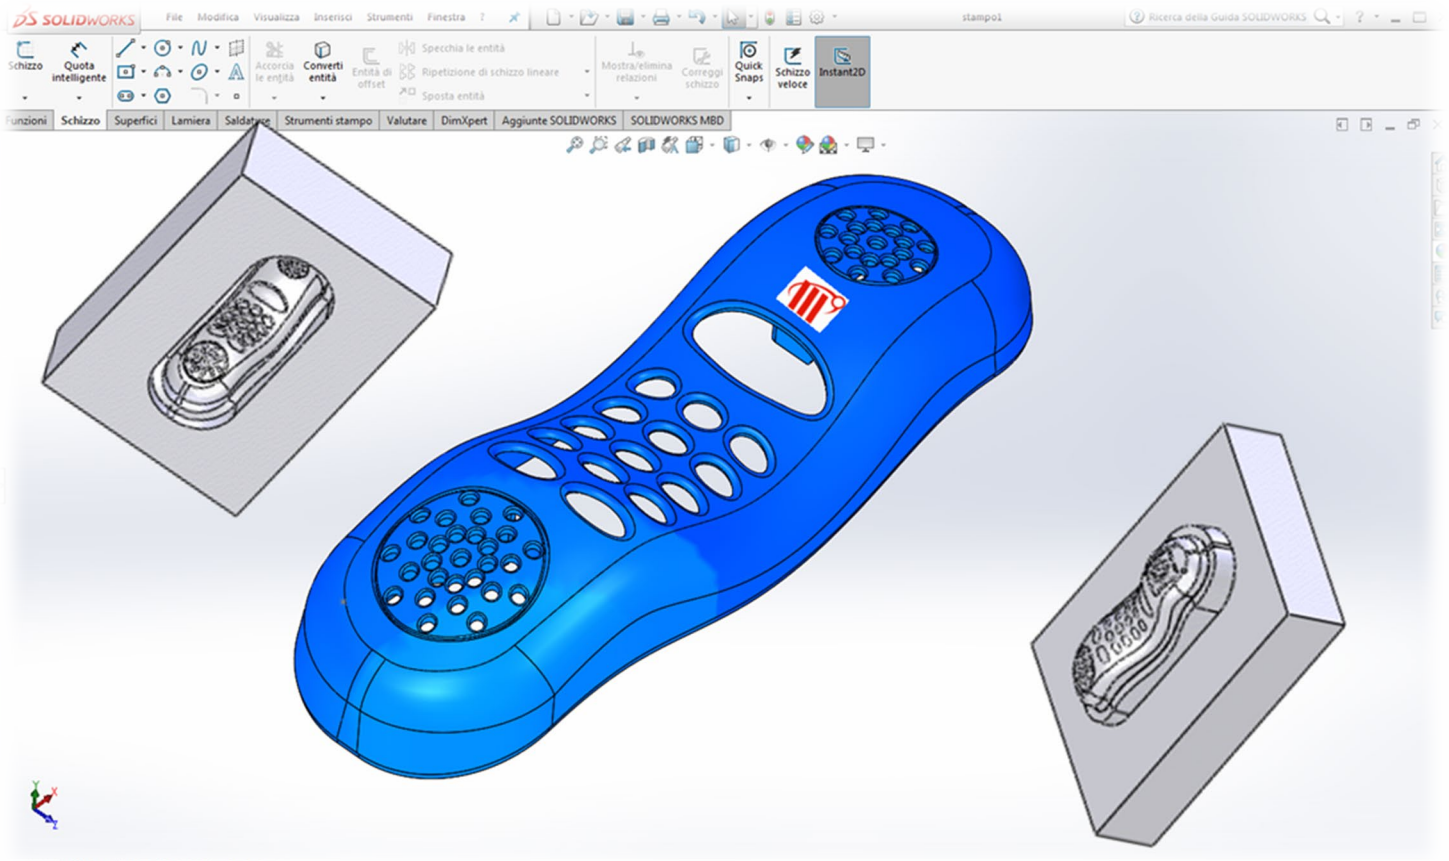 SOLIDWORKS
File Modifica Visualizza Inserisci Strumenti Finestra ?
stampo1
Ricerca della Guida SOLIDWORKS
?
Schizzo
Quota
intelligente
Accorcia
le entità
Converti
entità
Entità di
offset
Specchia le entità
Ripetizione di schizzo lineare
Sposta entità
Mostra/elimina
relazioni
Correggi
schizzo
Quick
Snaps
Schizzo
veloce
Instant2D
Funzioni Schizzo Superfici Lamiera Saldature Strumenti stampo Valutare DimXpert Aggiunte SOLIDWORKS SOLIDWORKS MBD
Y
X
Z